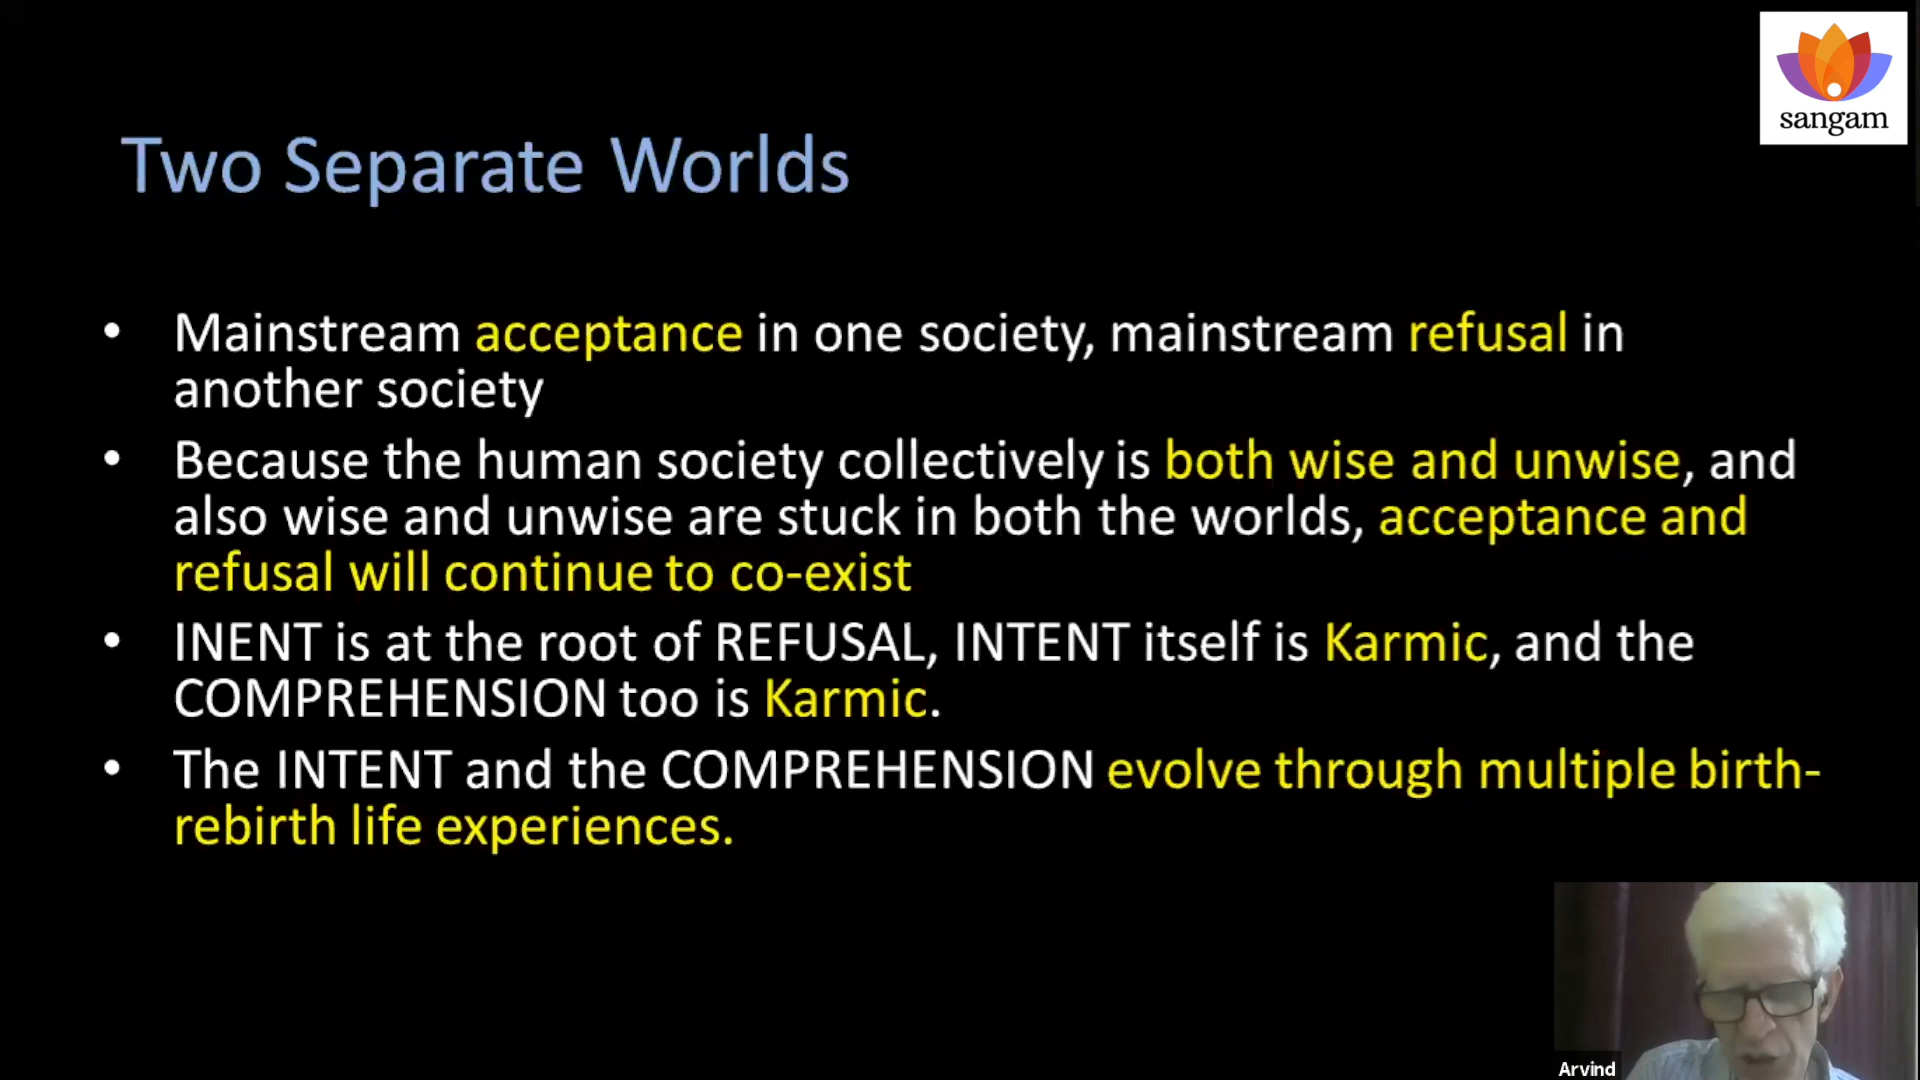 sangam
Two Separate Worlds
• Mainstream acceptance in one society, mainstream refusal in
another society
• Because the human society collectively is both wise and unwise, and
also wise and unwise are stuck in both the worlds, acceptance and
refusal will continue to co-exist
• INENT is at the root of REFUSAL, INTENT itself is Karmic, and the
COMPREHENSION too is Karmic.
• The INTENT and the COMPREHENSION evolve through multiple birth-
rebirth life experiences.
Arvind